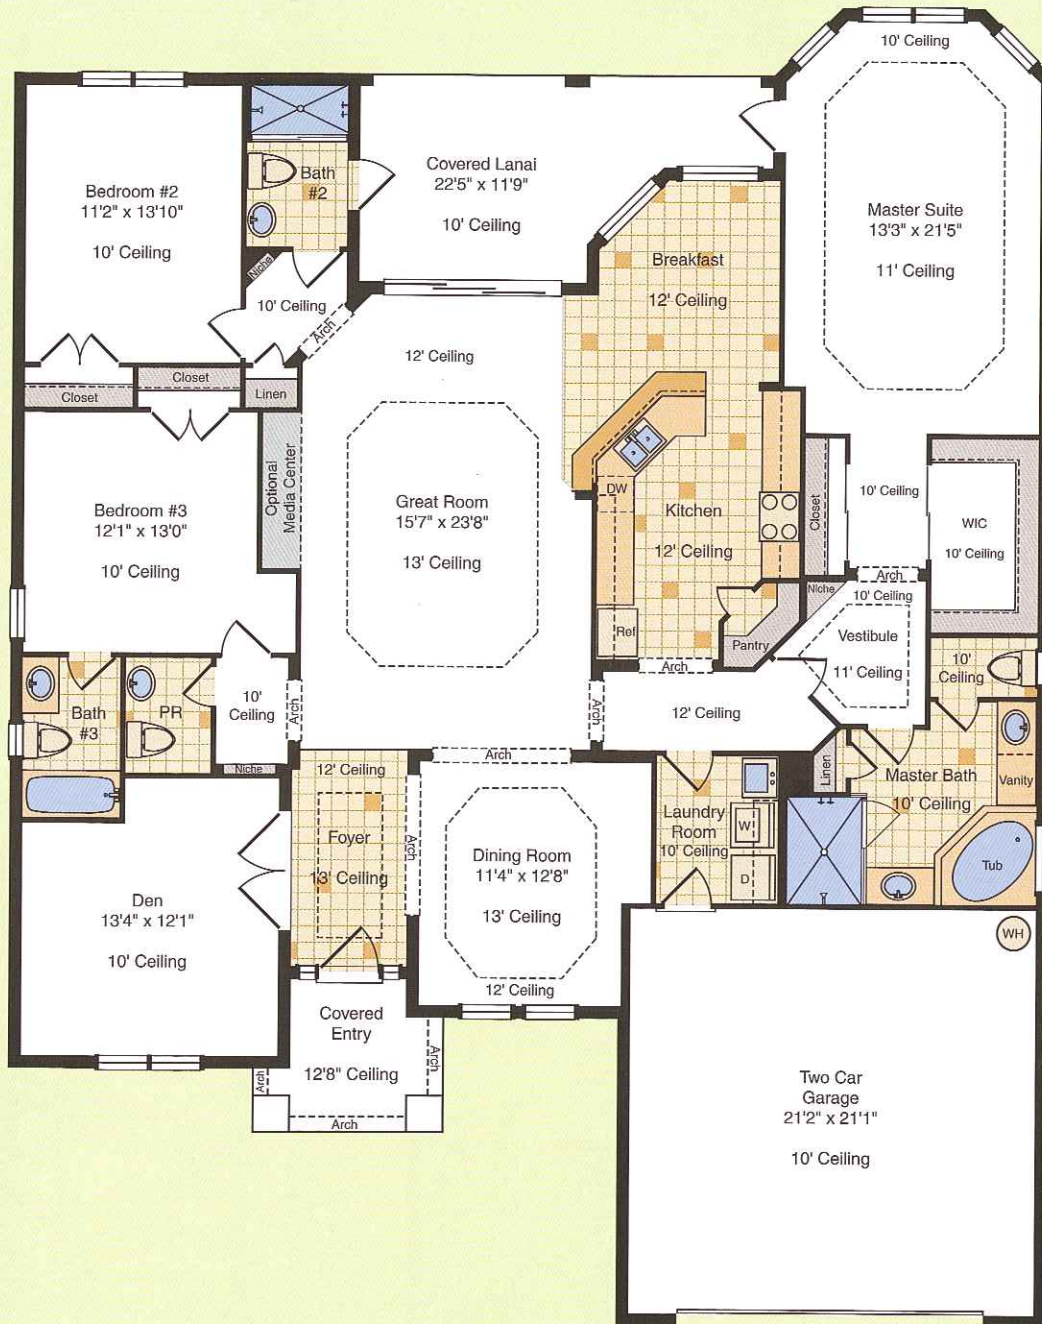 10' Ceiling
Bedroom #2
11'2" x 13'10"
10' Ceiling
Bath
#2
Covered Lanai
22'5" x 11'9"
10' Ceiling
Master Suite
13'3" x 21'5"
11' Ceiling
Niche
10' Ceiling
Arch
Breakfast
12' Ceiling
12' Ceiling
Closet
Closet
Linen
Optional
Media Center
Great Room
15'7" x 23'8"
13' Ceiling
Bedroom #3
12'1" x 13'0"
10' Ceiling
DW
Kitchen
12' Ceiling
Ref
Pantry
Arch
Closet
10' Ceiling
WIC
10' Ceiling
Arch
Niche
10' Ceiling
Vestibule
11' Ceiling
10'
Ceiling
Bath
#3
PR
10'
Ceiling
Arch
Niche
Arch
12' Ceiling
Arch
12' Ceiling
Foyer
13' Ceiling
Arch
Dining Room
11'4" x 12'8"
13' Ceiling
12' Ceiling
Laundry
Room
10' Ceiling
W
D
Linen
Master Bath
10' Ceiling
Vanity
Tub
WH
Den
13'4" x 12'1"
10' Ceiling
Covered
Entry
12'8" Ceiling
Arch
Arch
Arch
Two Car
Garage
21'2" x 21'1"
10' Ceiling